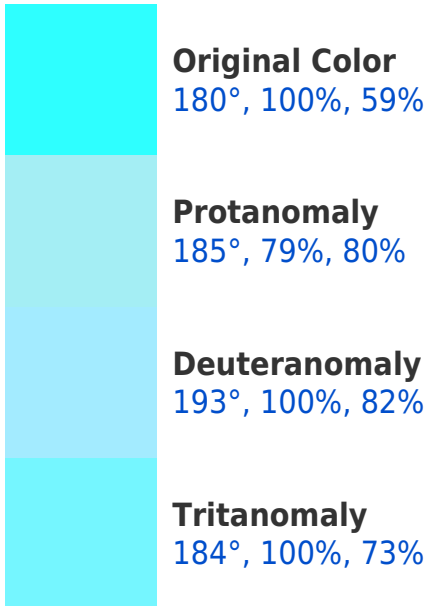 Original Color
180°, 100%, 59%
Protanomaly
185°, 79%, 80%
Deuteranomaly
193°, 100%, 82%
Tritanomaly
184°, 100%, 73%